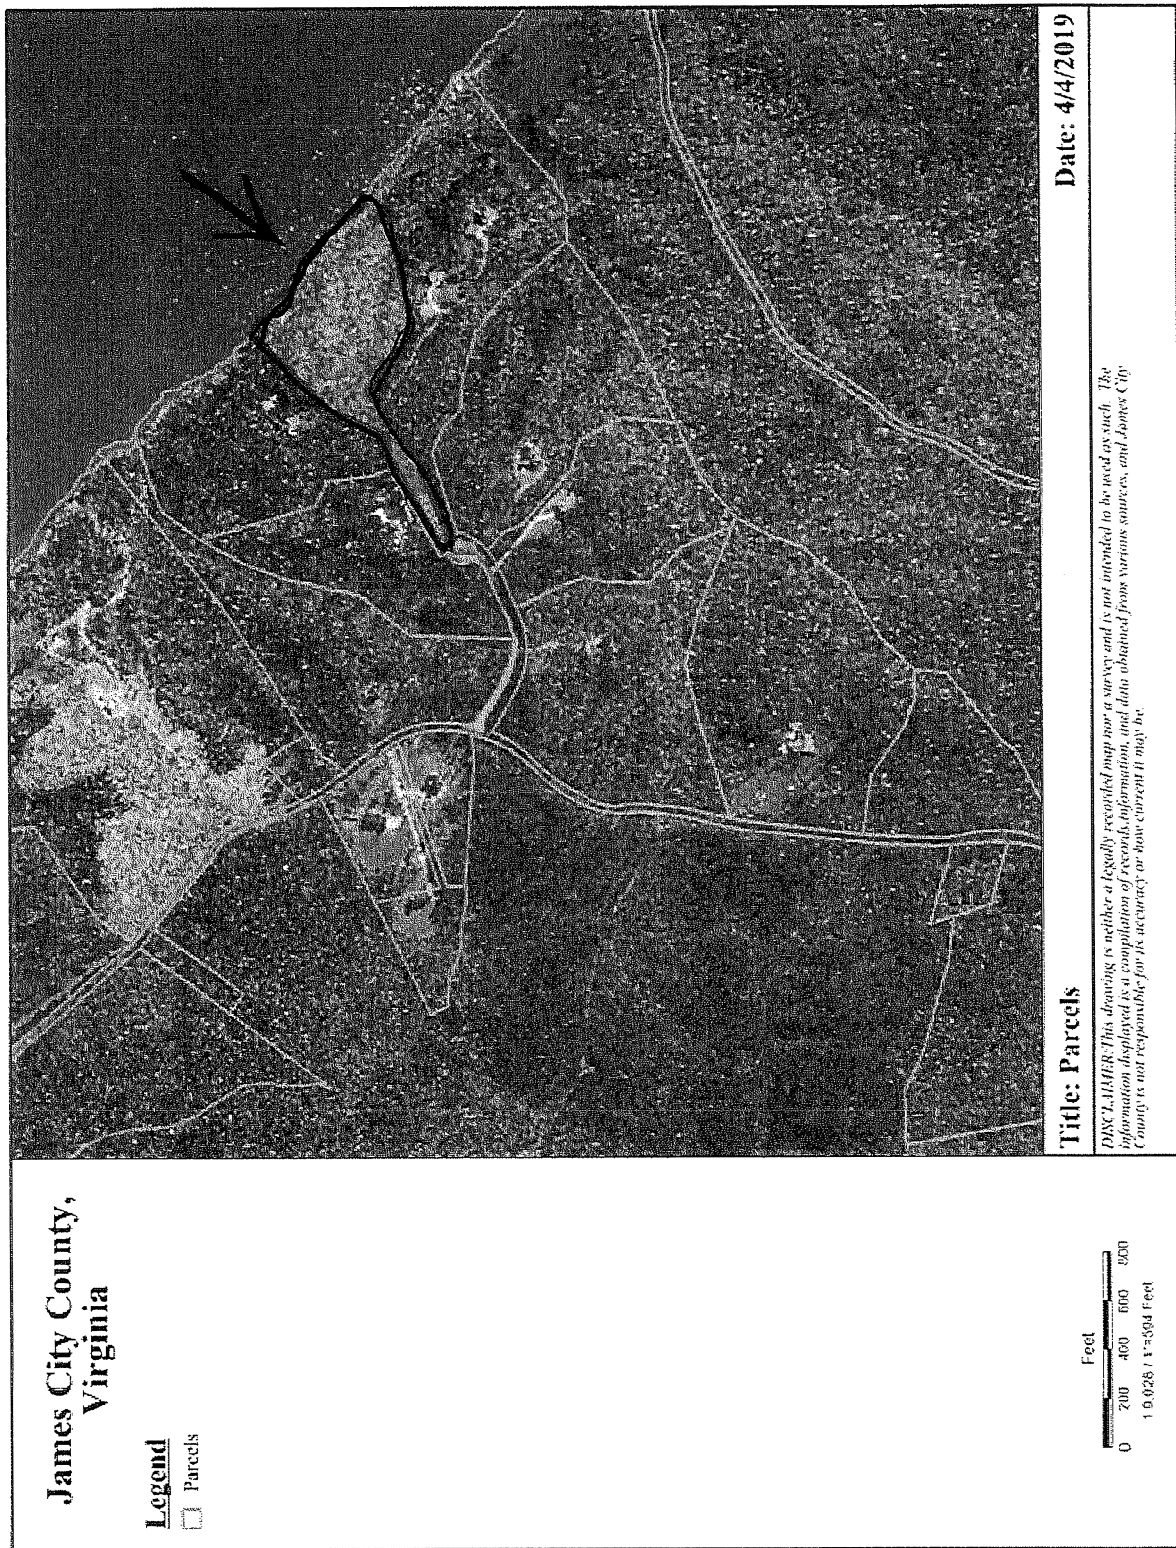 James City County,
Virginia
Legend
Parcels
Feet
0 200 400 600 800
Title: Parcels
Date: 4/4/2019
DISCLAIMER:This drawing is neither a legally recorded map nor a survey and is not intended to be used as such. The
information displayed is a compilation of records,information, and data obtained from various sources, and James City
County is not responsible for its accuracy or how current it may be.